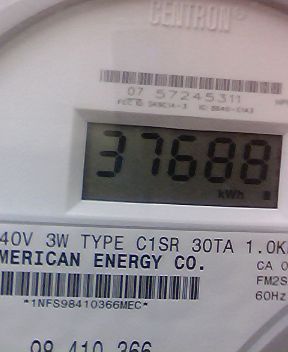 CENTRON®
07 57245311
37688
kWh
40V 3W TYPE C1SR 30TA 1.0K
MERICAN ENERGY CO.
CA 0
FM2S
60Hz
*1NFS98410366MEC*
98 410 366